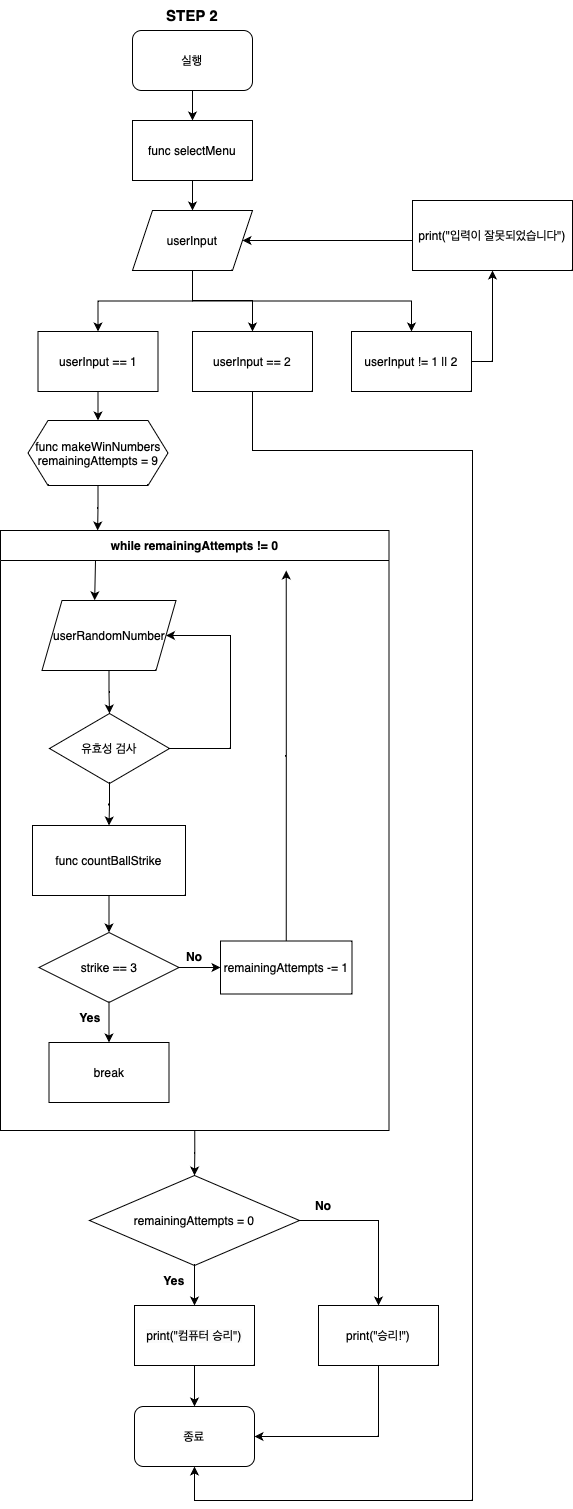 STEP 2
실행
func selectMenu
userInput
print("입력이 잘못되었습니다")
userInput == 1
userInput == 2
userInput != 1 || 2
func makeWinNumbers
remainingAttempts = 9
while remainingAttempts != 0
userRandomNumber
유효성 검사
func countBallStrike
strike == 3
No
remainingAttempts -= 1
Yes
break
remainingAttempts = 0
No
Yes
print("컴퓨터 승리")
print("승리!")
종료